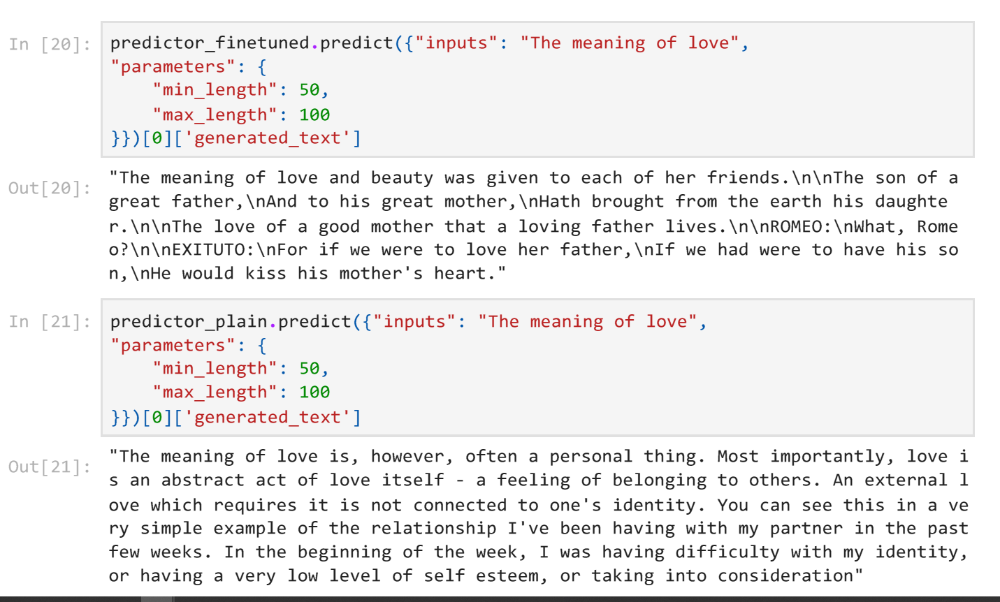 In [20]: predictor_finetuned.predict({"inputs": "The meaning of love",
"parameters": {
    "min_length": 50,
    "max_length": 100
}})[0]['generated_text']
Out[20]: "The meaning of love and beauty was given to each of her friends.\n\nThe son of a
great father,\nAnd to his great mother,\nHath brought from the earth his daughte
r.\n\nThe love of a good mother that a loving father lives.\n\nROMEO:\nWhat, Rome
o?\n\nEXITUTO:\nFor if we were to love her father,\nIf we had were to have his so
n,\nHe would kiss his mother's heart."
In [21]: predictor_plain.predict({"inputs": "The meaning of love",
"parameters": {
    "min_length": 50,
    "max_length": 100
}})[0]['generated_text']
Out[21]: "The meaning of love is, however, often a personal thing. Most importantly, love i
s an abstract act of love itself - a feeling of belonging to others. An external l
ove which requires it is not connected to one's identity. You can see this in a ve
ry simple example of the relationship I've been having with my partner in the past
few weeks. In the beginning of the week, I was having difficulty with my identity,
or having a very low level of self esteem, or taking into consideration"